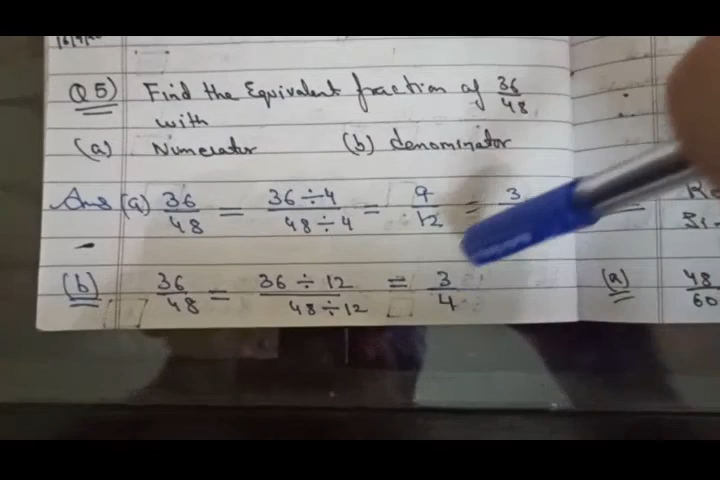 Q5) Find the Equivalent fraction of 36/48
with
(a) Numerator (b) denominator
Ans (a) 36/48 = 36÷4/48÷4 = 9/12 = 3
(b) 36/48 = 36÷12/48÷12 = 3/4
(a) 48/60